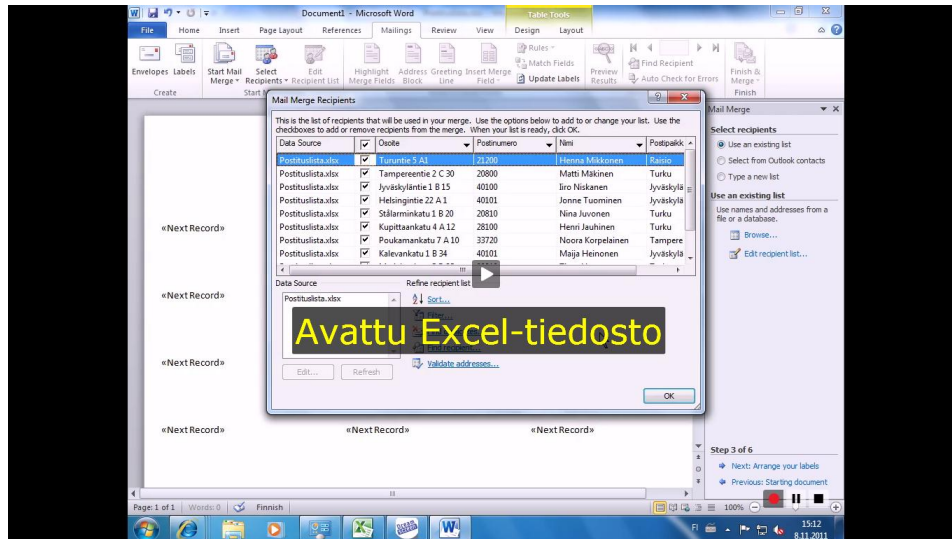 Document1 - Microsoft Word
Table Tools
File Home Insert Page Layout References Mailings Review View Design Layout
Envelopes Labels Start Mail Merge Select Recipients Edit Recipient List Highlight Merge Fields Address Block Greeting Line Insert Merge Field Rules Match Fields Update Labels Preview Results Find Recipient Auto Check for Errors Finish & Merge
Create Start Finish
Mail Merge Recipients
This is the list of recipients that will be used in your merge. Use the options below to add to or change your list. Use the
checkboxes to add or remove recipients from the merge. When your list is ready, click OK.
Data Source Osoite Postinumero Nimi Postipaikk
Postituslista.xlsx Turuntie 5 A1 21200 Henna Mikkonen Raisio
Postituslista.xlsx Tampereentie 2 C 30 20800 Matti Mäkinen Turku
Postituslista.xlsx Jyväskyläntie 1 B 15 40100 Iiro Niskanen Jyväskylä
Postituslista.xlsx Helsingintie 22 A 1 40101 Jonne Tuominen Jyväskylä
Postituslista.xlsx Stålarminkatu 1 B 20 20810 Nina Juvonen Turku
Postituslista.xlsx Kupittaankatu 4 A 12 28100 Henri Jauhinen Turku
Postituslista.xlsx Poukamankatu 7 A 10 33720 Noora Korpelainen Tampere
Postituslista.xlsx Kalevankatu 1 B 34 40101 Maija Heinonen Jyväskylä
Data Source Refine recipient list
Postituslista.xlsx Sort...
Filter...
Avattu Excel-tiedosto
Find recipient...
Validate addresses...
Edit... Refresh
OK
Mail Merge
Select recipients
Use an existing list
Select from Outlook contacts
Type a new list
Use an existing list
Use names and addresses from a
file or a database.
Browse...
Edit recipient list...
«Next Record»
«Next Record»
«Next Record»
«Next Record» «Next Record» «Next Record»
Step 3 of 6
Next: Arrange your labels
Previous: Starting document
Page: 1 of 1 Words: 0 Finnish 100%
FI 15:12
8.11.2011